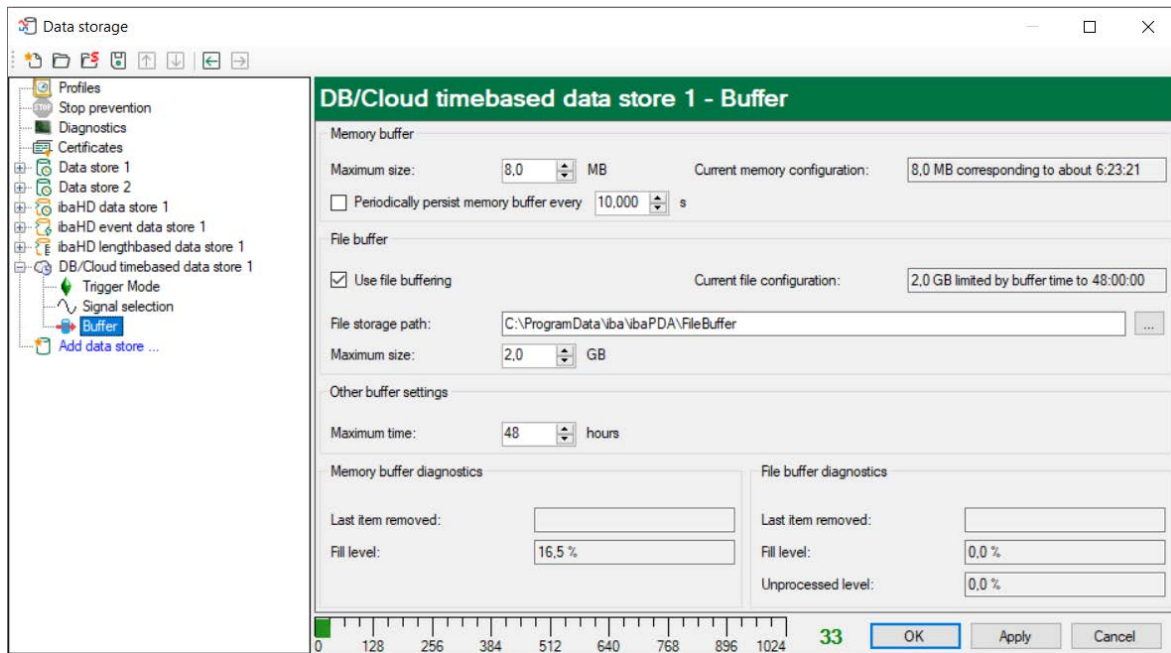 Data storage
Profiles
Stop prevention
Diagnostics
Certificates
Data store 1
Data store 2
ibaHD data store 1
ibaHD event data store 1
ibaHD lengthbased data store 1
DB/Cloud timebased data store 1
Trigger Mode
Signal selection
Buffer
Add data store ...
DB/Cloud timebased data store 1 - Buffer
Memory buffer
Maximum size: 8,0 MB Current memory configuration: 8,0 MB corresponding to about 6:23:21
Periodically persist memory buffer every 10,000 s
File buffer
Use file buffering Current file configuration: 2,0 GB limited by buffer time to 48:00:00
File storage path: C:\ProgramData\iba\ibaPDA\FileBuffer ...
Maximum size: 2,0 GB
Other buffer settings
Maximum time: 48 hours
Memory buffer diagnostics
Last item removed:
Fill level: 16,5 %
File buffer diagnostics
Last item removed:
Fill level: 0,0 %
Unprocessed level: 0,0 %
0 128 256 384 512 640 768 896 1024
33
OK Apply Cancel